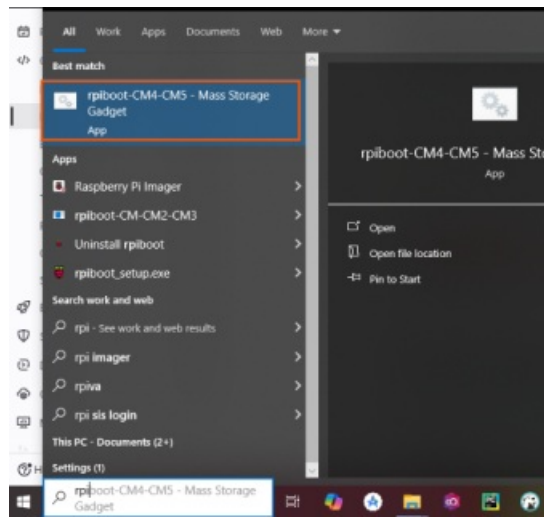 All Work Apps Documents Web More
Best match
rpiboot-CM4-CM5 - Mass Storage
Gadget
App
Apps
Raspberry Pi Imager
rpiboot-CM-CM2-CM3
Uninstall rpiboot
rpiboot_setup.exe
Search work and web
rpi - See work and web results
rpi imager
rpiva
rpi sis login
This PC - Documents (2+)
Settings (1)
rpiboot-CM4-CM5 - Mass Storage
Gadget
rpiboot-CM4-CM5 - Mass Sto
App
Open
Open file location
Pin to Start